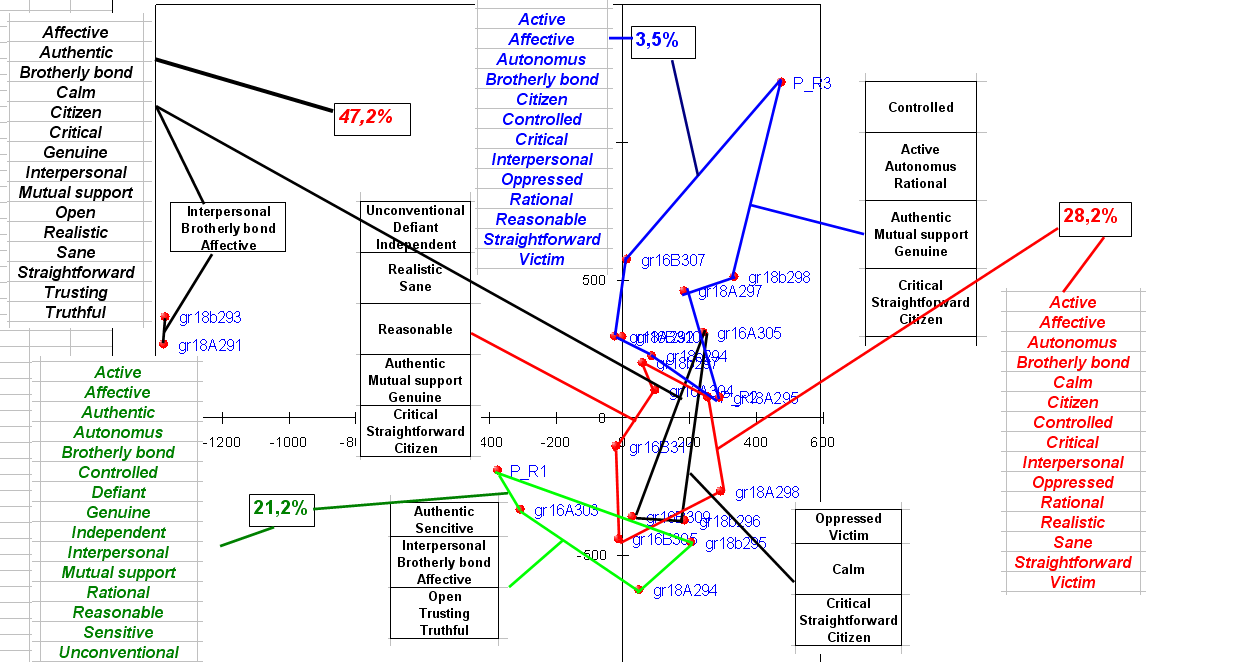 Affective
Authentic
Brotherly bond
Calm
Citizen
Critical
Genuine
Interpersonal
Mutual support
Open
Realistic
Sane
Straightforward
Trusting
Truthful
47,2%
Interpersonal
Brotherly bond
Affective
gr18b293
gr18A291
Active
Affective
Authentic
Autonomus
Brotherly bond
Controlled
Defiant
Genuine
Independent
Interpersonal
Mutual support
Rational
Reasonable
Sensitive
Unconventional
21,2%
Unconventional
Defiant
Independent
Realistic
Sane
Reasonable
Authentic
Mutual support
Genuine
Critical
Straightforward
Citizen
Authentic
Sencitive
Interpersonal
Brotherly bond
Affective
Open
Trusting
Truthful
Active
Affective
Autonomus
Brotherly bond
Citizen
Controlled
Critical
Interpersonal
Oppressed
Rational
Reasonable
Straightforward
Victim
3,5%
P_R3
gr16B307
gr18b298
gr18A297
gr16A305
gr18b294
gr16A304
gr18A295
gr16B311
gr18A298
gr16B309
gr18b296
gr16B305
gr18b295
gr18A294
P_R1
gr16A303
500
0
-500
-1200
-1000
400
-200
0
200
400
600
Controlled
Active
Autonomus
Rational
Authentic
Mutual support
Genuine
Critical
Straightforward
Citizen
28,2%
Active
Affective
Autonomus
Brotherly bond
Calm
Citizen
Controlled
Critical
Interpersonal
Oppressed
Rational
Realistic
Sane
Straightforward
Victim
Oppressed
Victim
Calm
Critical
Straightforward
Citizen